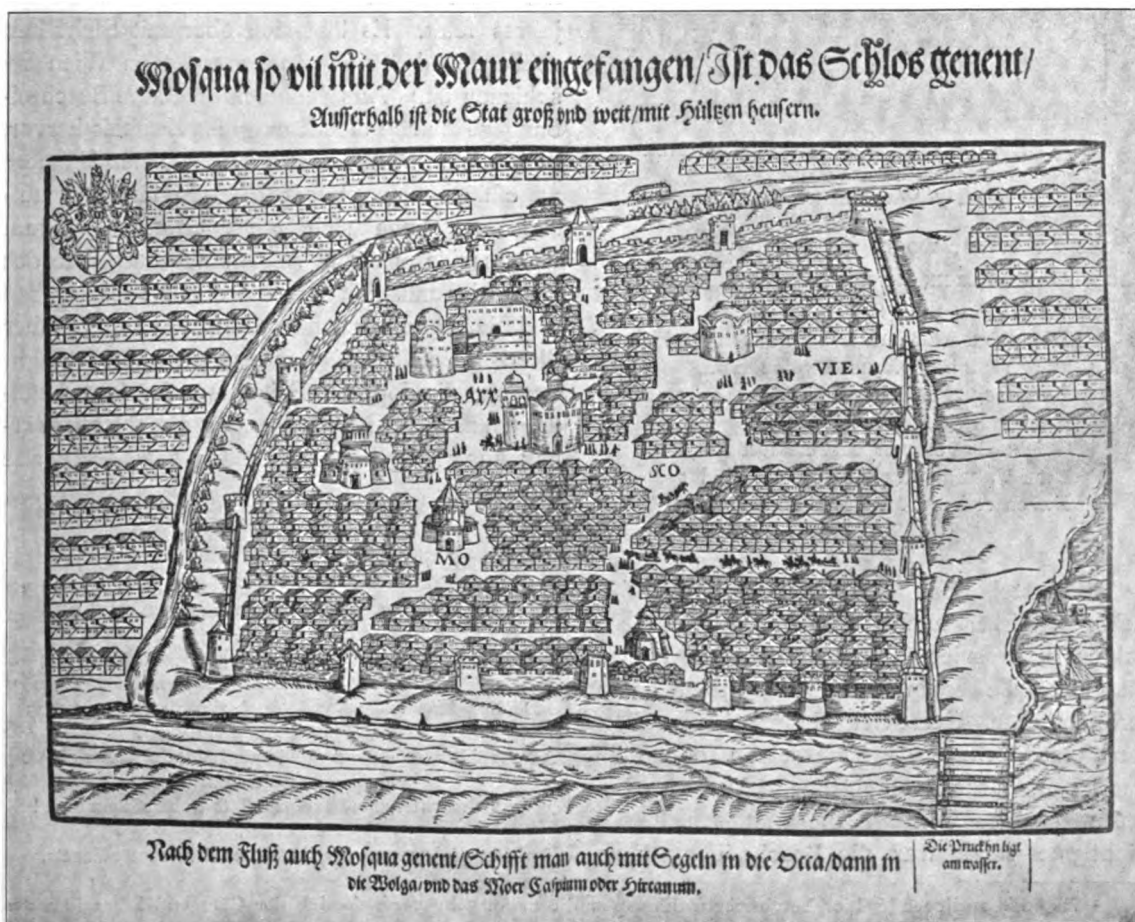 Mosqua so vil mit der Maur eingefangen/Ist das Schlos genent/
Ausserhalb ist die Stat groß vnd weit/mit Hültzen heusern.
VIE.
ARX
SCO
MO
Nach dem Fluß auch Mosqua genent/Schifft man auch mit Segeln in die Occa/dann in
die Wolga/vnd das Moer Caspium oder Hircanum.
Die Pruckhn ligt
am wasser.